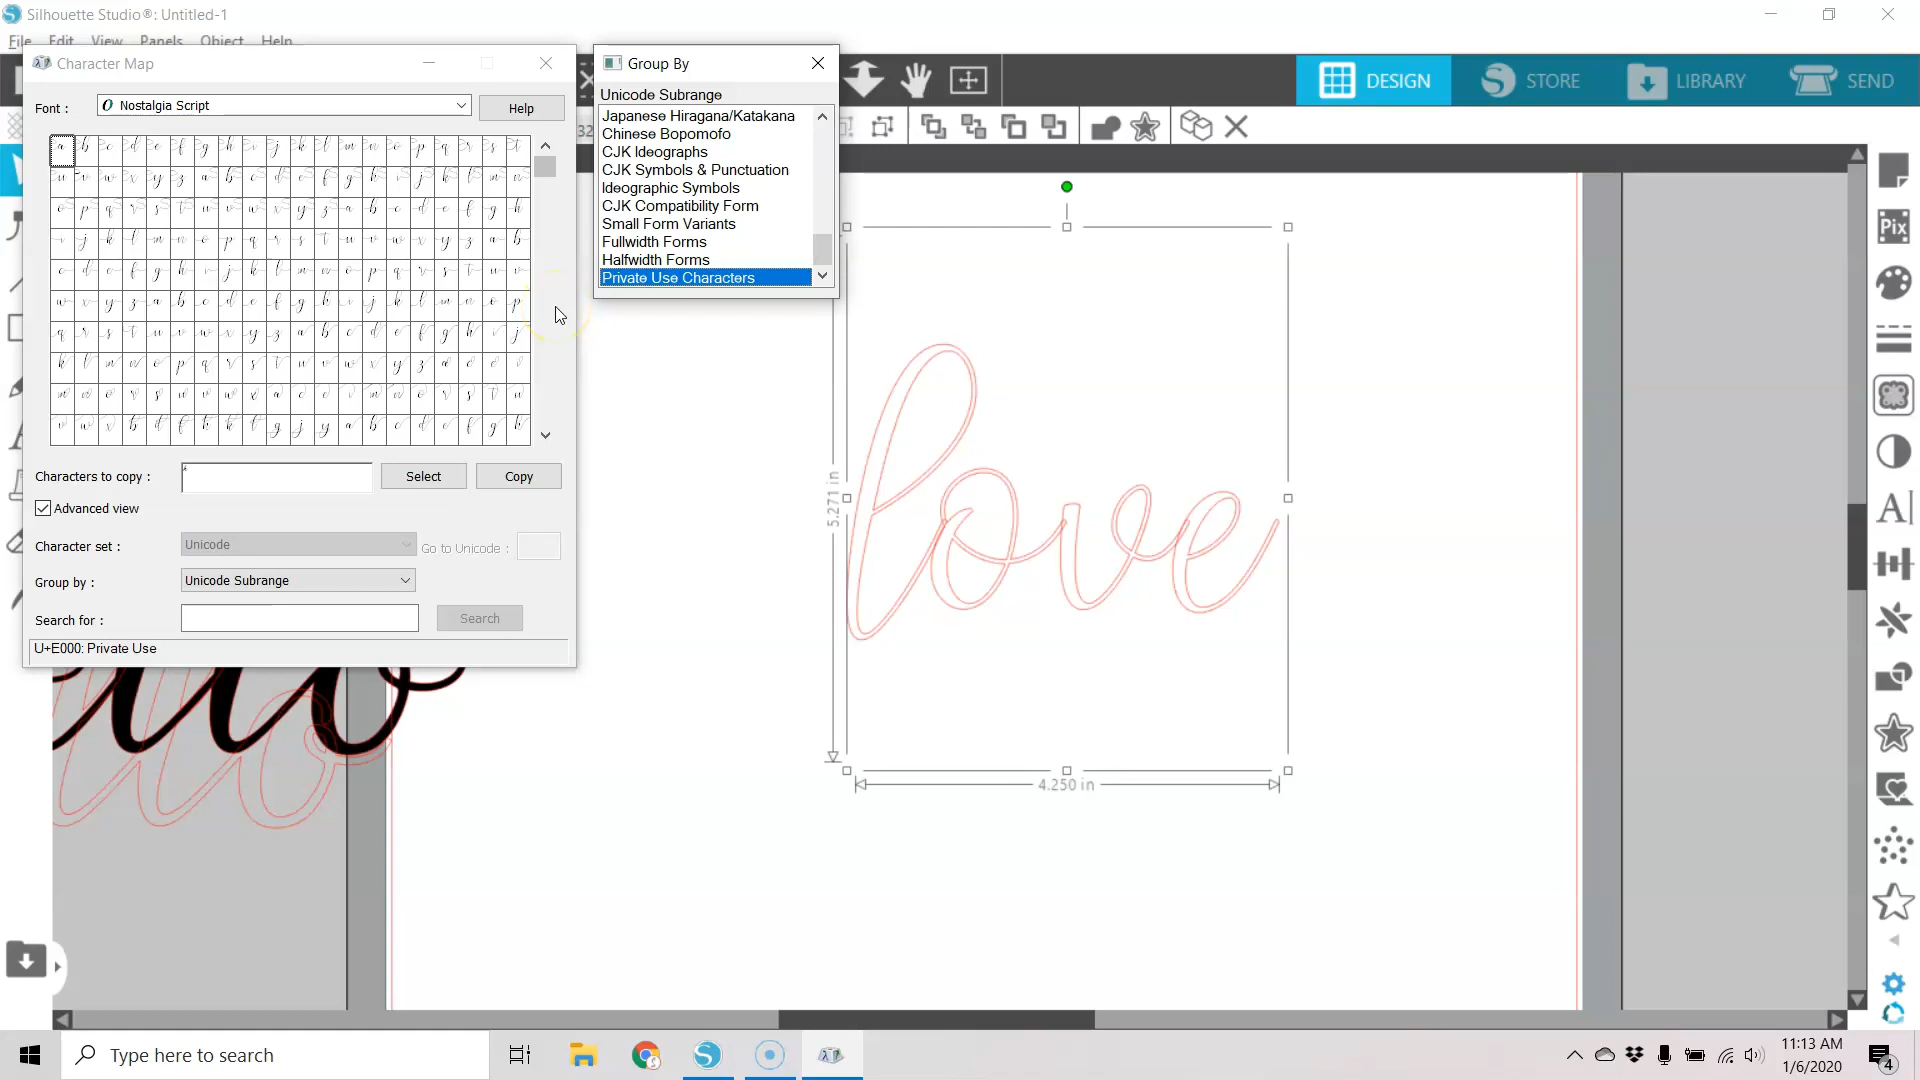 Silhouette Studio®: Untitled-1
File Edit View Panels Object Help
Character Map
Group By
DESIGN
STORE
LIBRARY
SEND
Font :
O Nostalgia Script
Help
Unicode Subrange
Japanese Hiragana/Katakana
Chinese Bopomofo
CJK Ideographs
CJK Symbols & Punctuation
Ideographic Symbols
CJK Compatibility Form
Small Form Variants
Fullwidth Forms
Halfwidth Forms
Private Use Characters
32
Pix
a b c d e f g h i j k l m n o p q r s t
u v w x y z a b c d e f g h i j k l m n
o p q r s t u v w x y z a b c d e f g h
i j k l m n o p q r s t u v w x y z a b
c d e f g h i j k l m n o p q r s t u v
w x y z a b c d e f g h i j k l m n o p
q r s t u v w x y z a b c d e f g h i j
Characters to copy :
Select
Copy
Advanced view
Character set :
Unicode
Go to Unicode :
Group by :
Unicode Subrange
Search for :
Search
U+E000: Private Use
love
5.271 in
4.250 in
Type here to search
11:13 AM
1/6/2020
4